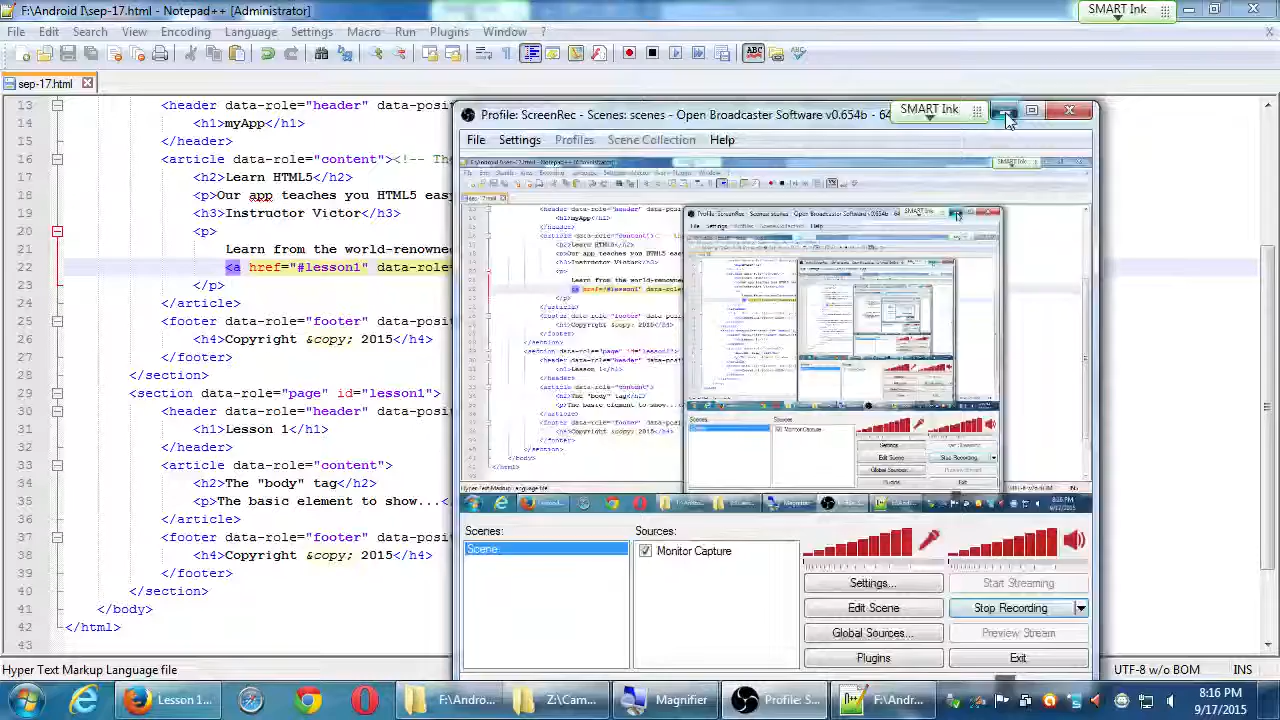 F:\Android I\sep-17.html - Notepad++ [Administrator]
SMART Ink
File Edit Search View Encoding Language Settings Macro Run Plugins Window ?
sep-17.html
13 <header data-role="header" data-posi
14 <h1>myApp</h1>
15 </header>
16 <article data-role="content"><!-- Th
17 <h2>Learn HTML5</h2>
18 <p>Our app teaches you HTML5 eas
19 <h3>Instructor Victor</h3>
20 <p>
21 Learn from the world-renowne
22 <a href="#lesson1" data-role
23 </p>
24 </article>
25 <footer data-role="footer" data-posi
26 <h4>Copyright &copy; 2015</h4>
27 </footer>
28 </section>
29 <section data-role="page" id="lesson1">
30 <header data-role="header" data-posi
31 <h1>Lesson 1</h1>
32 </header>
33 <article data-role="content">
34 <h2>The "body" tag</h2>
35 <p>The basic element to show...</
36 </article>
37 <footer data-role="footer" data-posi
38 <h4>Copyright &copy; 2015</h4>
39 </footer>
40 </section>
41 </body>
42 </html>
43
Profile: ScreenRec - Scenes: scenes - Open Broadcaster Software v0.654b - 64
SMART Ink
File Settings Profiles Scene Collection Help
Scenes:
Scene
Sources:
Monitor Capture
Settings...
Start Streaming
Edit Scene
Stop Recording
Global Sources...
Preview Stream
Plugins
Exit
Hyper Text Markup Language file
UTF-8 w/o BOM
INS
Lesson 1...
F:\Andro...
Z:\Cam...
Magnifier
Profile: S...
F:\Andr...
8:16 PM
9/17/2015